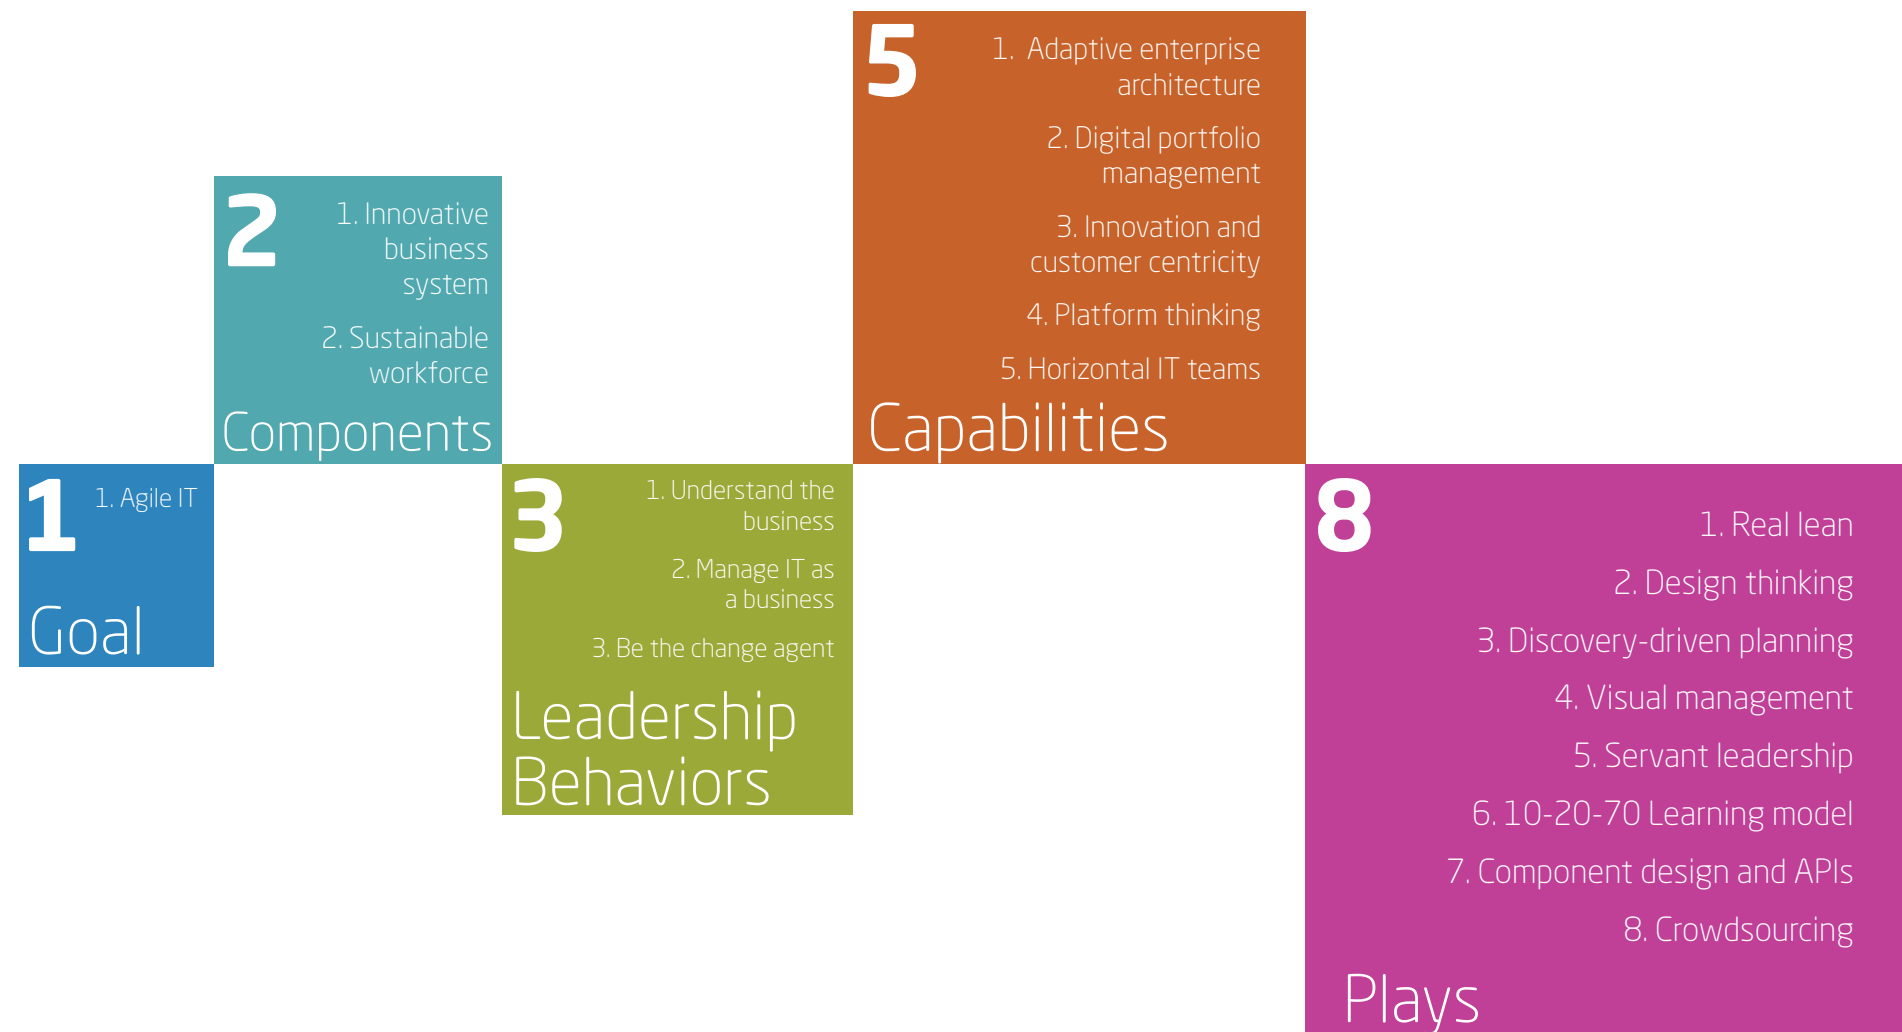 1
1. Agile IT
Goal
2
1. Innovative
business
system
2. Sustainable
workforce
Components
3
1. Understand the
business
2. Manage IT as
a business
3. Be the change agent
Leadership
Behaviors
5
1. Adaptive enterprise
architecture
2. Digital portfolio
management
3. Innovation and
customer centricity
4. Platform thinking
5. Horizontal IT teams
Capabilities
8
1. Real lean
2. Design thinking
3. Discovery-driven planning
4. Visual management
5. Servant leadership
6. 10-20-70 Learning model
7. Component design and APIs
8. Crowdsourcing
Plays